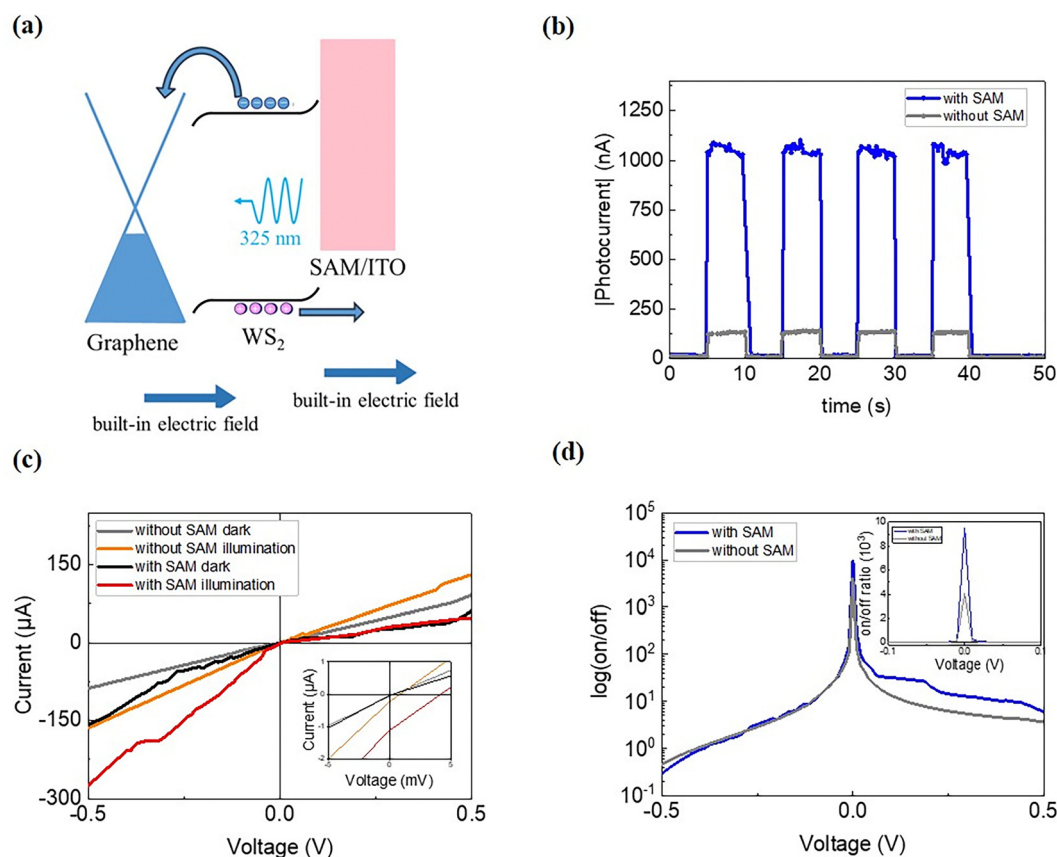 (a)
325 nm
SAM/ITO
WS2
Graphene
built-in electric field
built-in electric field
(b)
with SAM
without SAM
|Photocurrent| (nA)
1250
1000
750
500
250
0
0 10 20 30 40 50
time (s)
(c)
without SAM dark
without SAM illumination
with SAM dark
with SAM illumination
Current (μA)
150
0
-150
-300
-0.5 0.0 0.5
Voltage (V)
Current (μA)
1
0
-1
-2
-5 0 5
Voltage (mV)
(d)
with SAM
without SAM
log(on/off)
10^5
10^4
10^3
10^2
10^1
10^0
10^-1
-0.5 0.0 0.5
Voltage (V)
with SAM
without SAM
on/off ratio (10^3)
10
8
6
4
2
0
-0.1 0.0 0.1
Voltage (V)